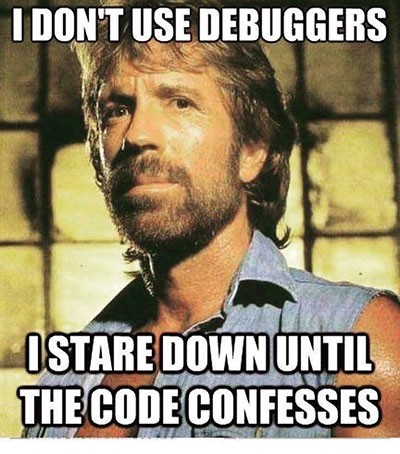 I DON'T USE DEBUGGERS
I STARE DOWN UNTIL
THE CODE CONFESSES